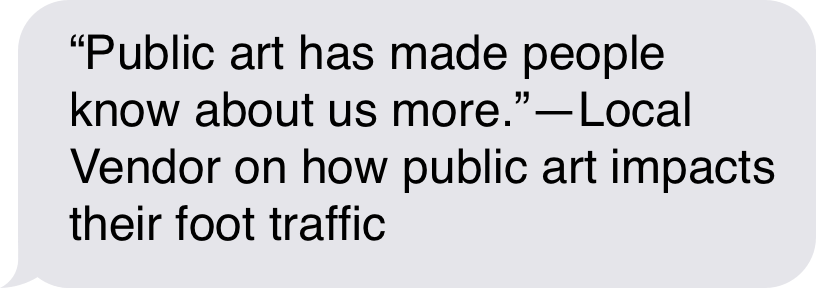 “Public art has made people
know about us more.”—Local
Vendor on how public art impacts
their foot traffic